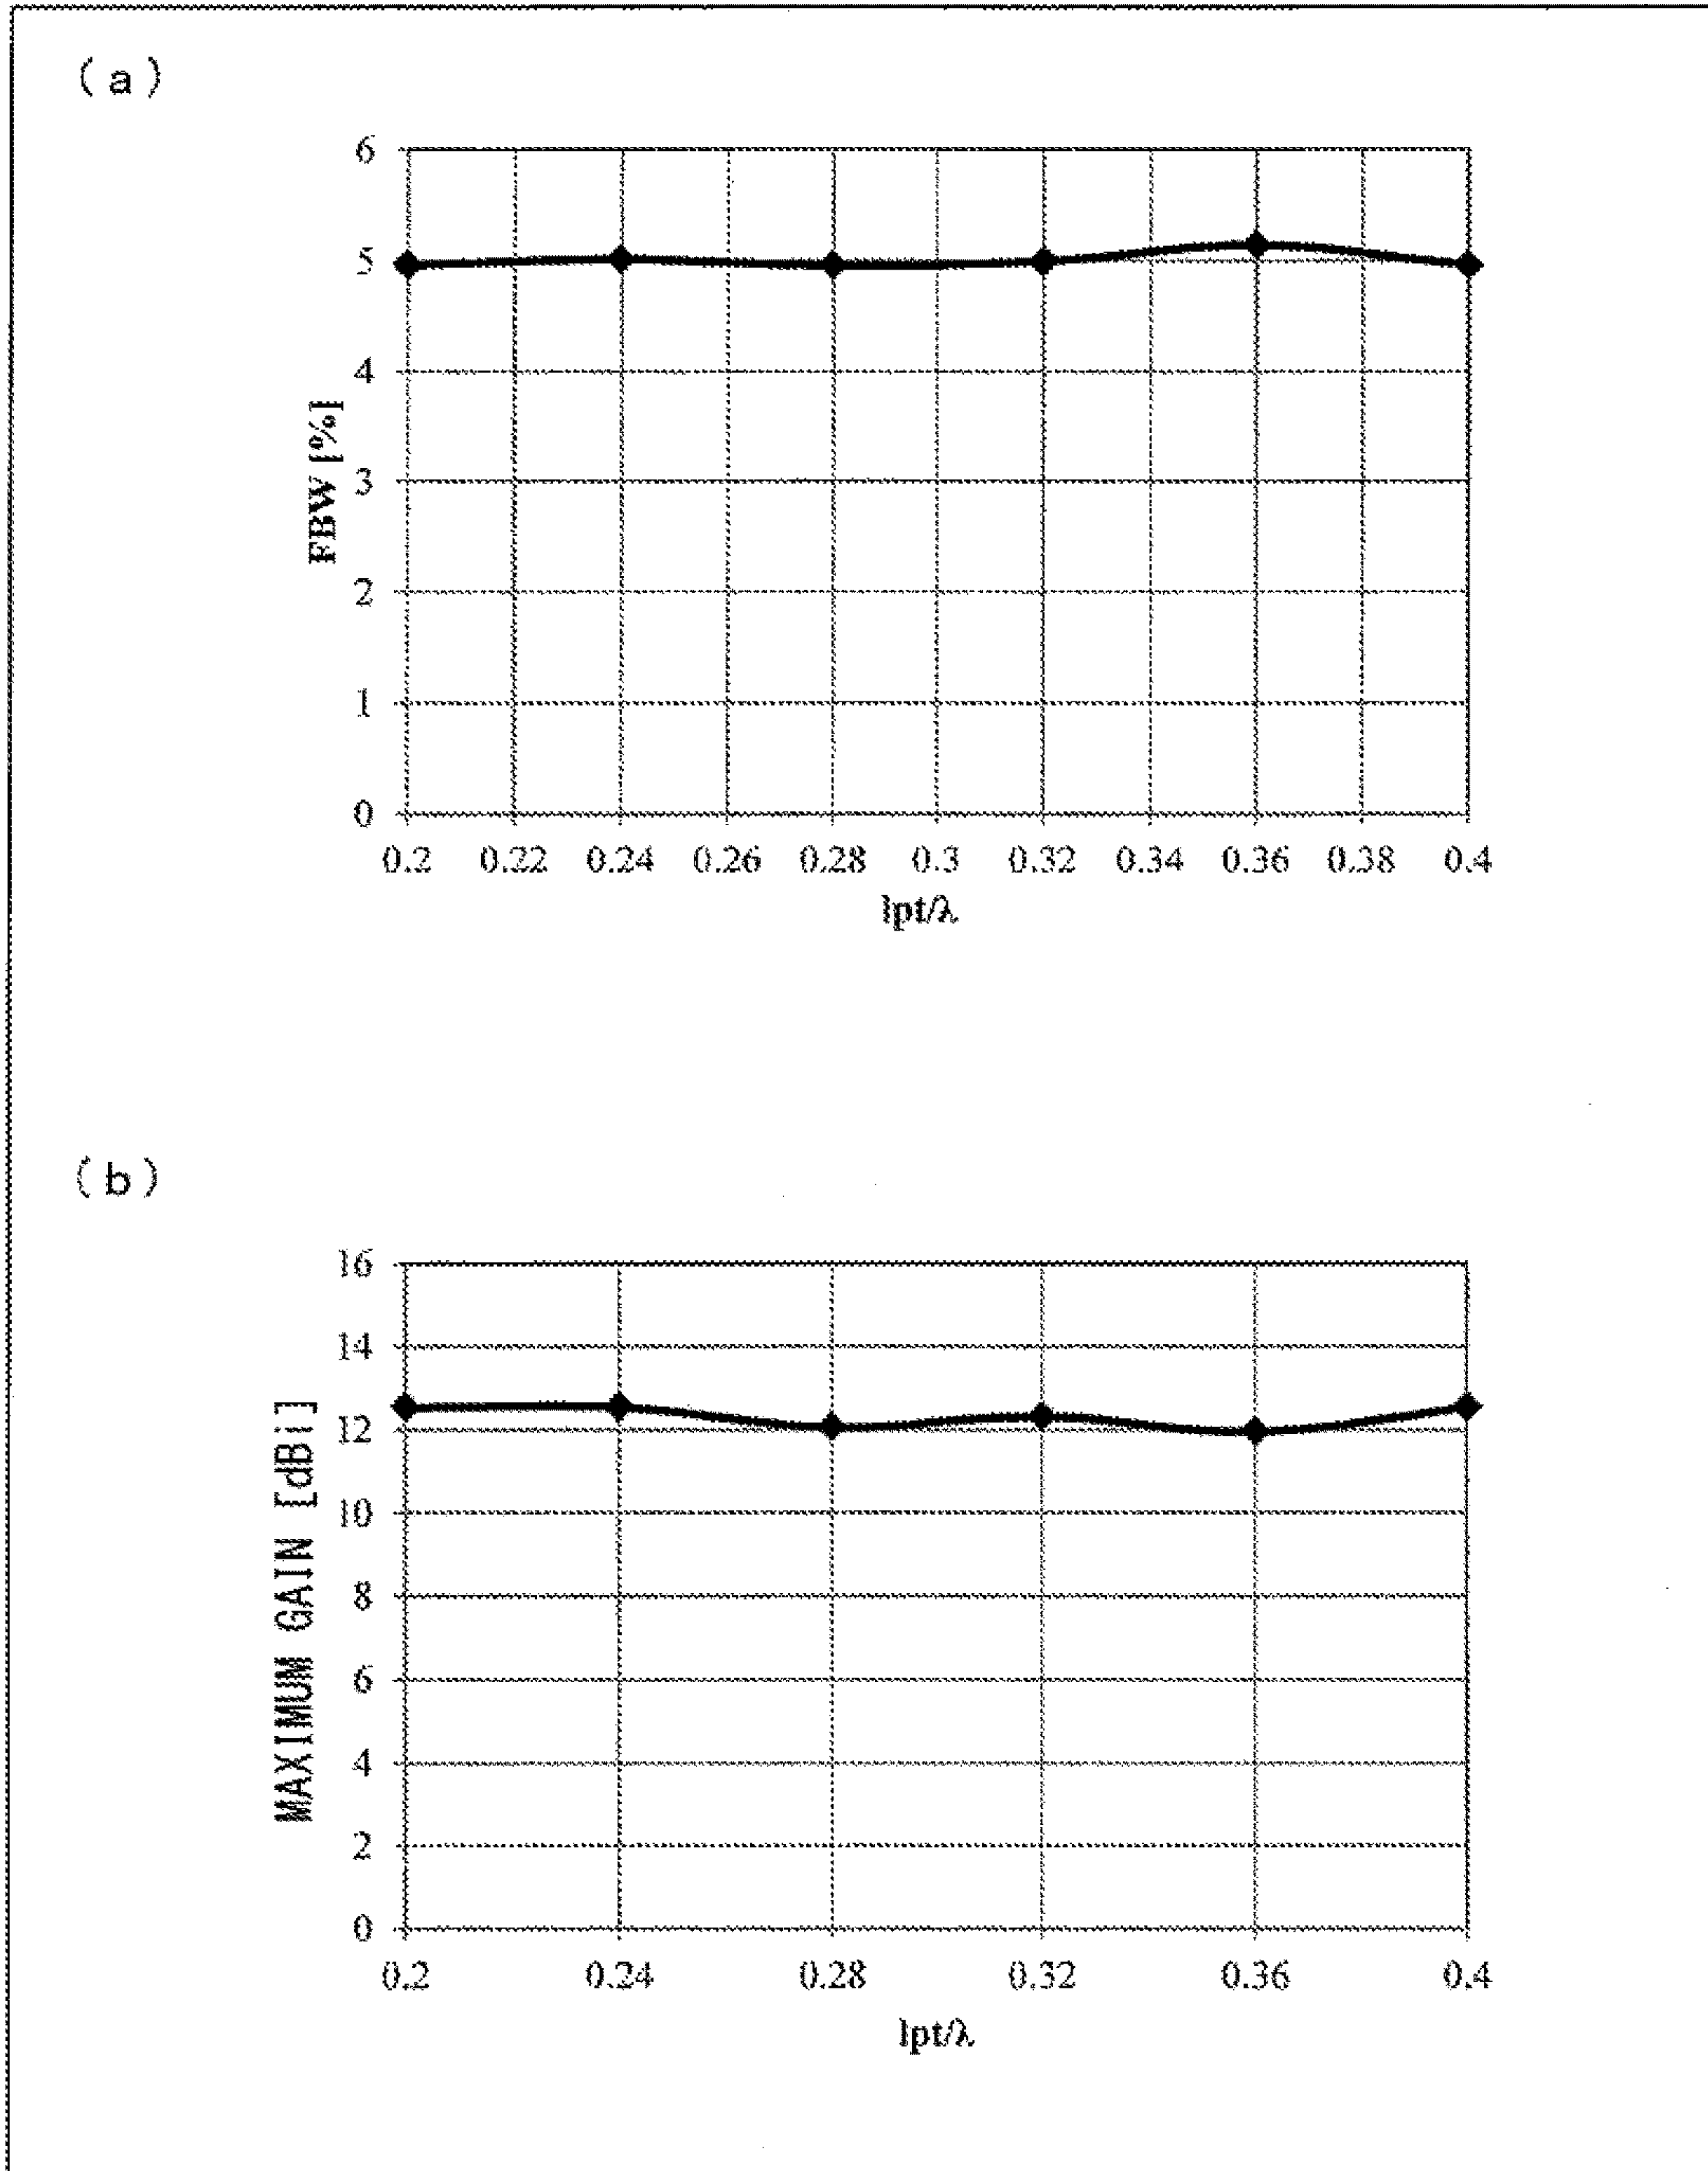 (a)
6
5
4
3
2
1
0
FBW [%]
0.2 0.22 0.24 0.26 0.28 0.3 0.32 0.34 0.36 0.38 0.4
lpt/λ
(b)
16
14
12
10
8
6
4
2
0
MAXIMUM GAIN [dBi]
0.2 0.24 0.28 0.32 0.36 0.4
lpt/λ